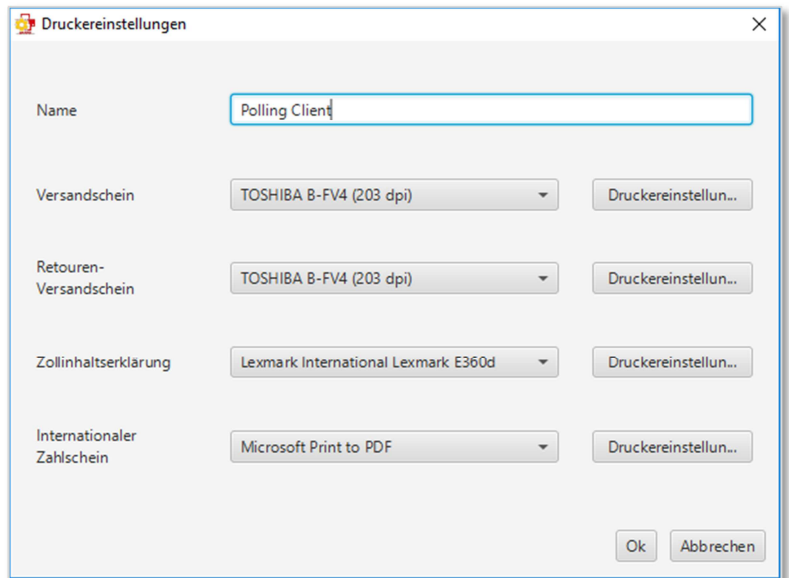 Druckereinstellungen
Name
Polling Client
Versandschein
TOSHIBA B-FV4 (203 dpi)
Druckereinstellun...
Retouren-
Versandschein
TOSHIBA B-FV4 (203 dpi)
Druckereinstellun...
Zollinhaltserklärung
Lexmark International Lexmark E360d
Druckereinstellun...
Internationaler
Zahlschein
Microsoft Print to PDF
Druckereinstellun...
Ok
Abbrechen